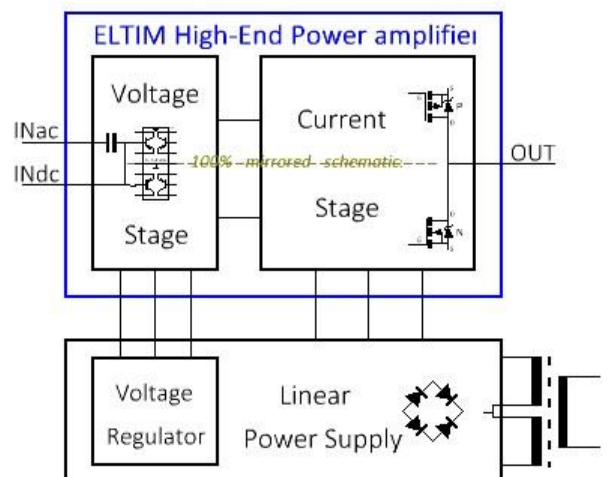 ELTIM High-End Power amplifier
Voltage
Stage
Current
Stage
INac
INdc
100% mirrored schematic.
OUT
P
N
Voltage
Regulator
Linear
Power Supply